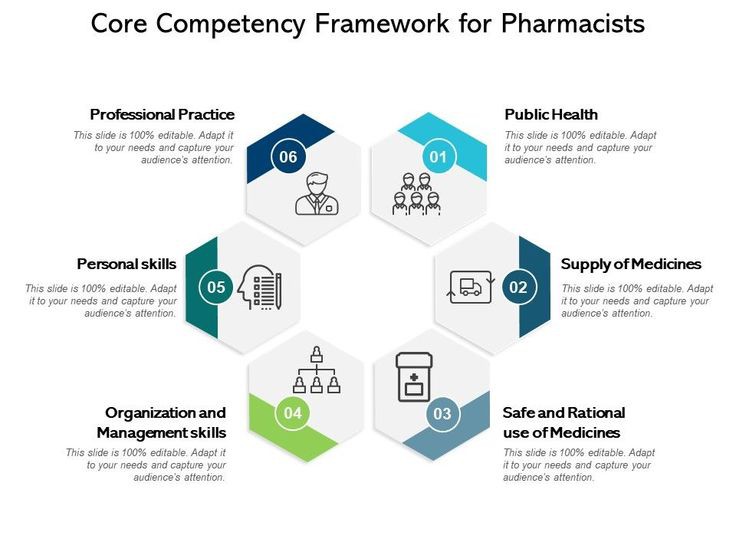 Core Competency Framework for Pharmacists
Public Health
This slide is 100% editable. Adapt
it to your needs and capture your
audience's attention.
01
Supply of Medicines
This slide is 100% editable. Adapt
it to your needs and capture your
audience's attention.
02
Safe and Rational
use of Medicines
This slide is 100% editable. Adapt
it to your needs and capture your
audience's attention.
03
Organization and
Management skills
This slide is 100% editable. Adapt it
to your needs and capture your
audience's attention.
04
Personal skills
This slide is 100% editable. Adapt
it to your needs and capture your
audience's attention.
05
Professional Practice
This slide is 100% editable. Adapt it
to your needs and capture your
audience's attention.
06